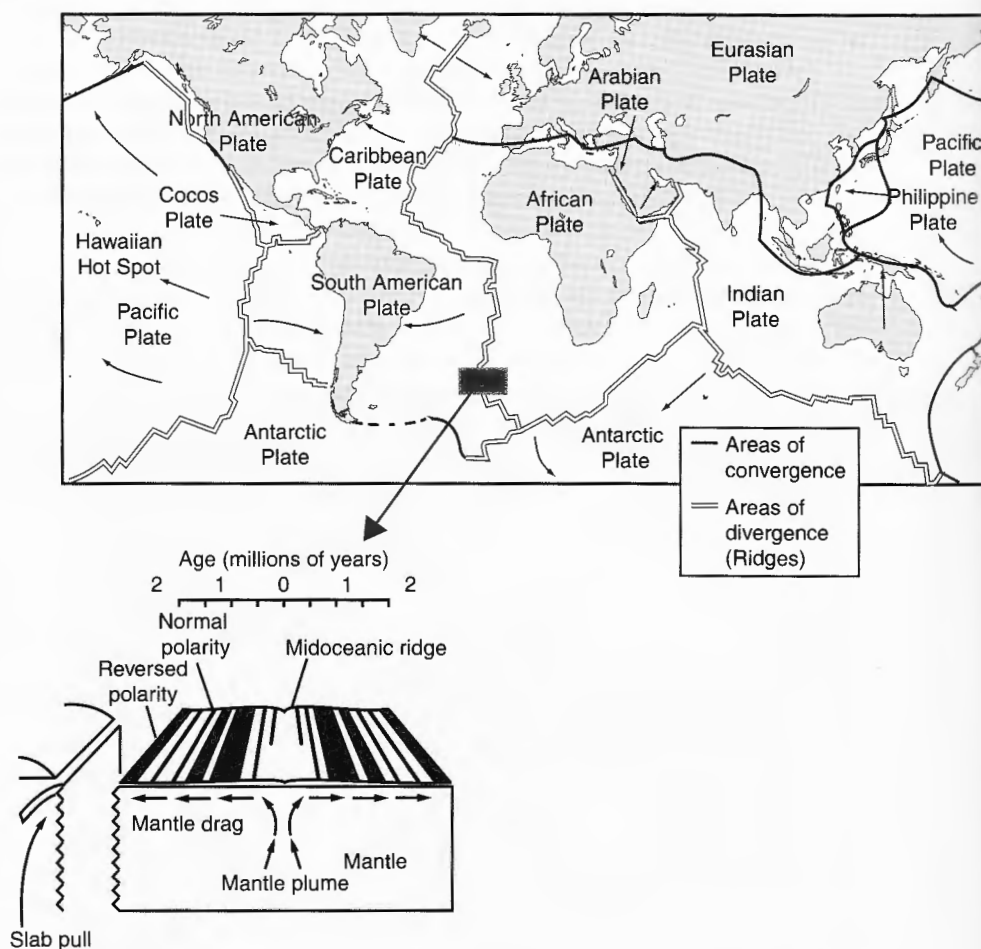 Eurasian
Plate
Arabian
Plate
North American
Plate
Caribbean
Plate
Pacific
Plate
Cocos
Plate
African
Plate
Philippine
Plate
Hawaiian
Hot Spot
South American
Plate
Indian
Plate
Pacific
Plate
Antarctic
Plate
Antarctic
Plate
Areas of
convergence
Areas of
divergence
(Ridges)
Age (millions of years)
2 1 0 1 2
Normal
polarity
Midoceanic ridge
Reversed
polarity
Mantle drag
Mantle
Mantle plume
Slab pull